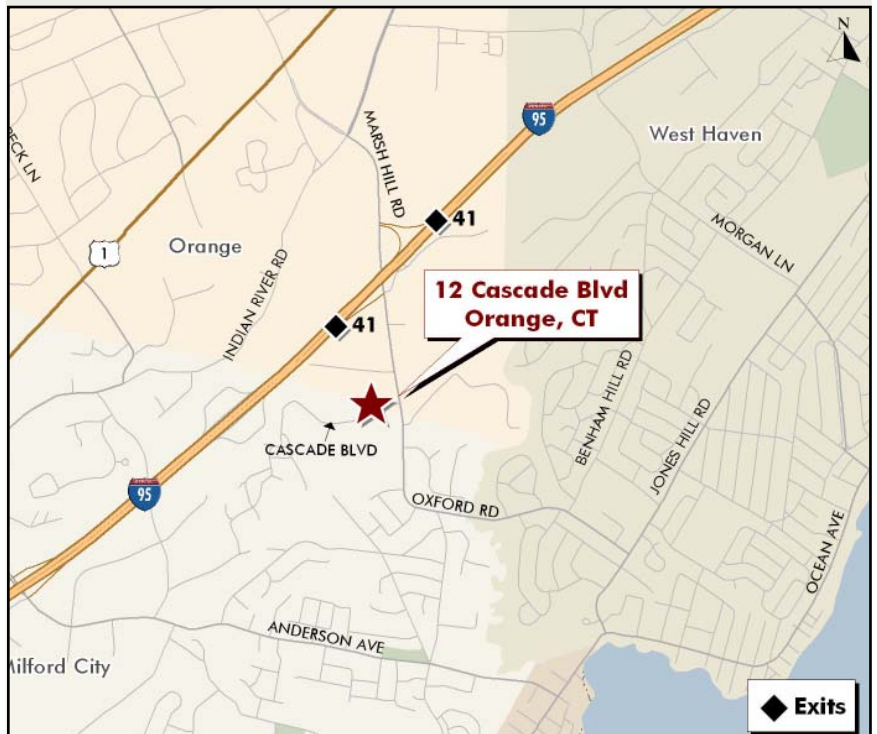 N
95
West Haven
MARSH HILL RD
41
MORGAN LN
1
Orange
INDIAN RIVER RD
12 Cascade Blvd
Orange, CT
41
BENHAM HILL RD
JONES HILL RD
CASCADE BLVD
95
OXFORD RD
OCEAN AVE
ANDERSON AVE
Milford City
Exits